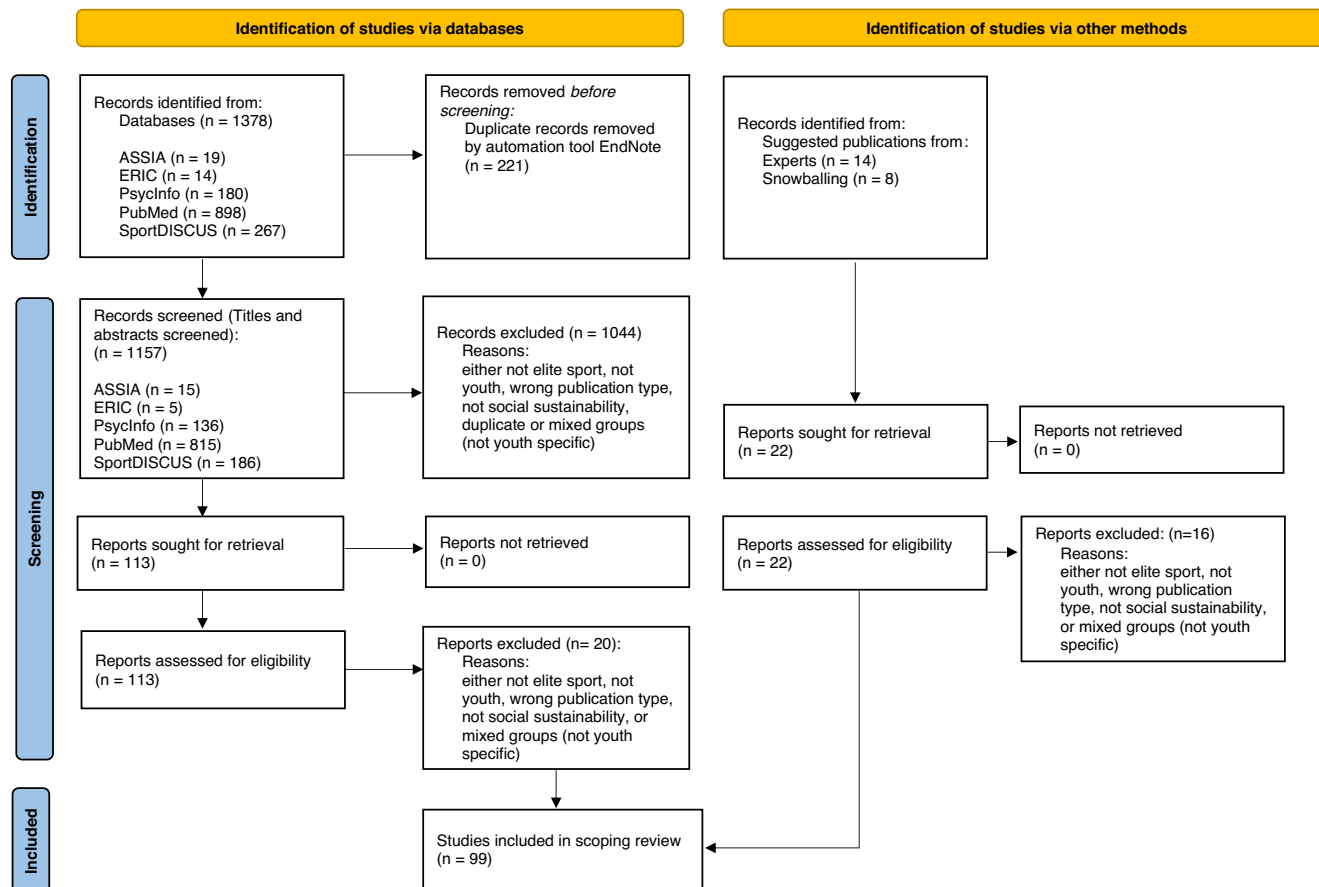 Identification of studies via databases
Identification of studies via other methods
Identification
Records identified from:
Databases (n = 1378)
ASSIA (n = 19)
ERIC (n = 14)
PsycInfo (n = 180)
PubMed (n = 898)
SportDISCUS (n = 267)
Records removed before
screening:
Duplicate records removed
by automation tool EndNote
(n = 221)
Records identified from:
Suggested publications from:
Experts (n = 14)
Snowballing (n = 8)
Screening
Records screened (Titles and
abstracts screened):
(n = 1157)
ASSIA (n = 15)
ERIC (n = 5)
PsycInfo (n = 136)
PubMed (n = 815)
SportDISCUS (n = 186)
Records excluded (n = 1044)
Reasons:
either not elite sport, not
youth, wrong publication type,
not social sustainability,
duplicate or mixed groups
(not youth specific)
Reports sought for retrieval
(n = 22)
Reports not retrieved
(n = 0)
Reports sought for retrieval
(n = 113)
Reports not retrieved
(n = 0)
Reports assessed for eligibility
(n = 22)
Reports excluded: (n=16)
Reasons:
either not elite sport, not
youth, wrong publication
type, not social sustainability,
or mixed groups (not youth
specific)
Reports assessed for eligibility
(n = 113)
Reports excluded (n= 20):
Reasons:
either not elite sport, not
youth, wrong publication type,
not social sustainability, or
mixed groups (not youth
specific)
Included
Studies included in scoping review
(n = 99)